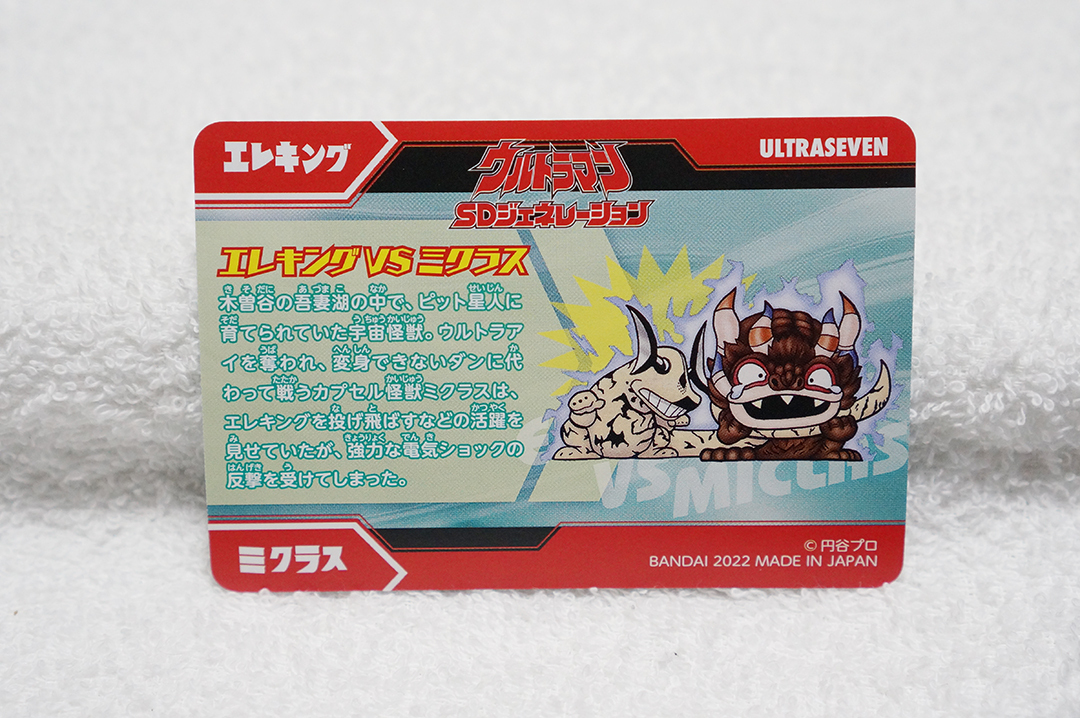 エレキング
ウルトラマン
SDジェネレーション
ULTRASEVEN
エレキング VS ミクラス
木曽谷の吾妻湖の中で、ピット星人に
育てられていた宇宙怪獣。ウルトラア
イを奪われ、変身できないダンに代
わって戦うカプセル怪獣ミクラスは、
エレキングを投げ飛ばすなどの活躍を
見せていたが、強力な電気ショックの
反撃を受けてしまった。
VS MICLAS
ミクラス
© 円谷プロ
BANDAI 2022 MADE IN JAPAN